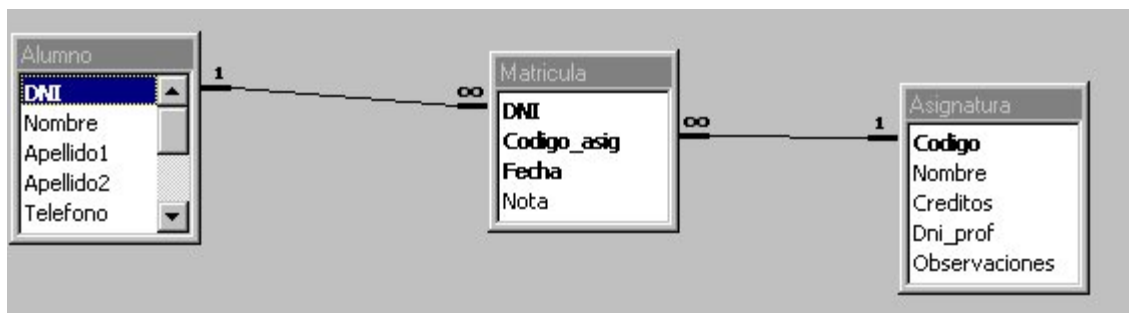 Alumno
DNI
Nombre
Apellido1
Apellido2
Telefono
1
∞
Matricula
DNI
Codigo_asig
Fecha
Nota
∞
1
Asignatura
Codigo
Nombre
Creditos
Dni_prof
Observaciones